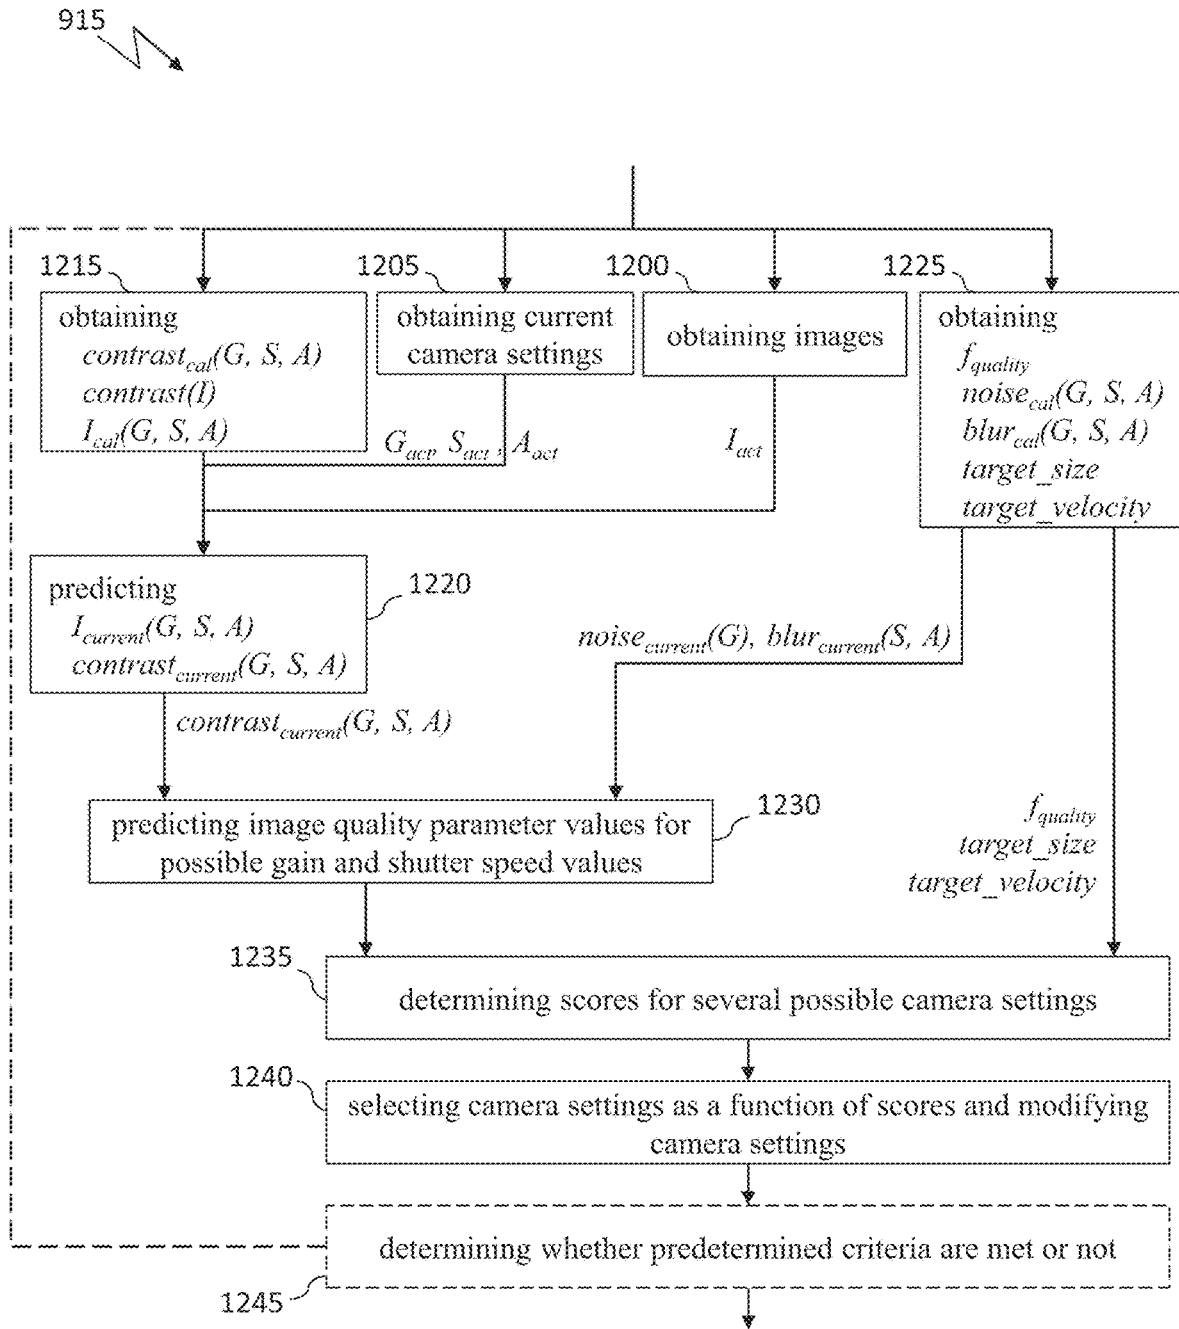 915
1215
1205
1200
1225
obtaining
contrast_cal(G, S, A)
contrast(I)
I_cal(G, S, A)
obtaining current
camera settings
obtaining images
obtaining
f_quality
noise_cal(G, S, A)
blur_cal(G, S, A)
target_size
target_velocity
G_act, S_act , A_act
I_act
predicting
I_current(G, S, A)
contrast_current(G, S, A)
1220
noise_current(G), blur_current(S, A)
contrast_current(G, S, A)
predicting image quality parameter values for
possible gain and shutter speed values
1230
f_quality
target_size
target_velocity
1235
determining scores for several possible camera settings
1240
selecting camera settings as a function of scores and modifying
camera settings
determining whether predetermined criteria are met or not
1245